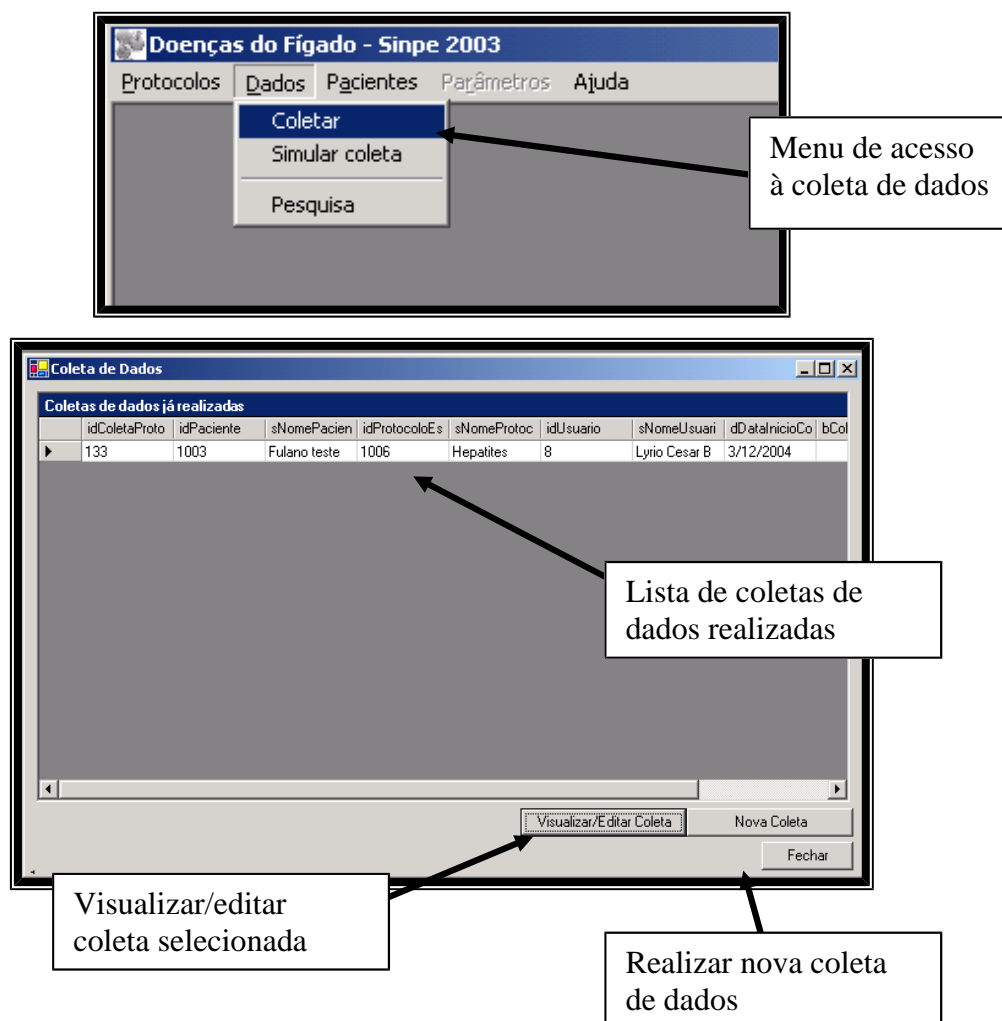 Doenças do Fígado - Sinpe 2003
Protocolos Dados Pacientes Parâmetros Ajuda
Coletar
Simular coleta
Pesquisa
Menu de acesso
à coleta de dados
Coleta de Dados
Coletas de dados já realizadas
idColetaProto idPaciente sNomePacien idProtocoloEs sNomeProtoc idUsuario sNomeUsuari dDataInicioCo bCol
133 1003 Fulano teste 1006 Hepatites 8 Lyrio Cesar B 3/12/2004
Lista de coletas de
dados realizadas
Visualizar/Editar Coleta Nova Coleta
Fechar
Visualizar/editar
coleta selecionada
Realizar nova coleta
de dados